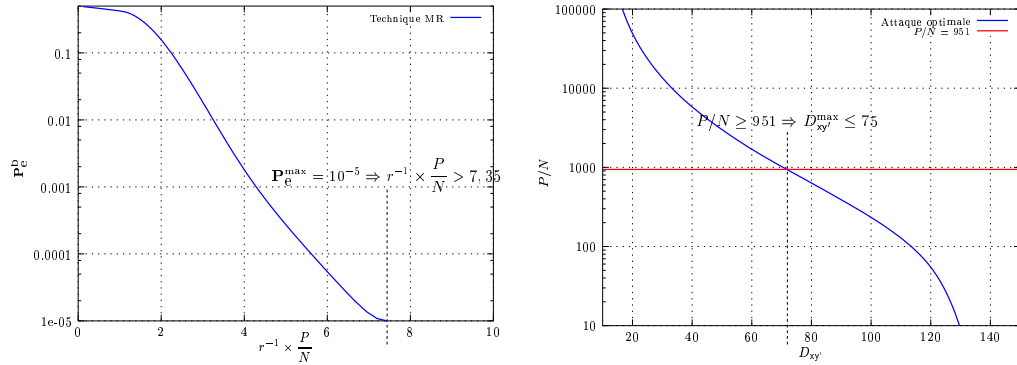 Technique MR
0.1
0.01
0.001
0.0001
1e-05
0 2 4 6 8 10
P_e^b
r^{-1} × P/N
P_e^max = 10^{-5} ⇒ r^{-1} × P/N > 7, 35
Attaque optimale
P/N = 951
100000
10000
1000
100
10
20 40 60 80 100 120 140
P/N
D_xy'
P/N ≥ 951 ⇒ D_xy'^max ≤ 75